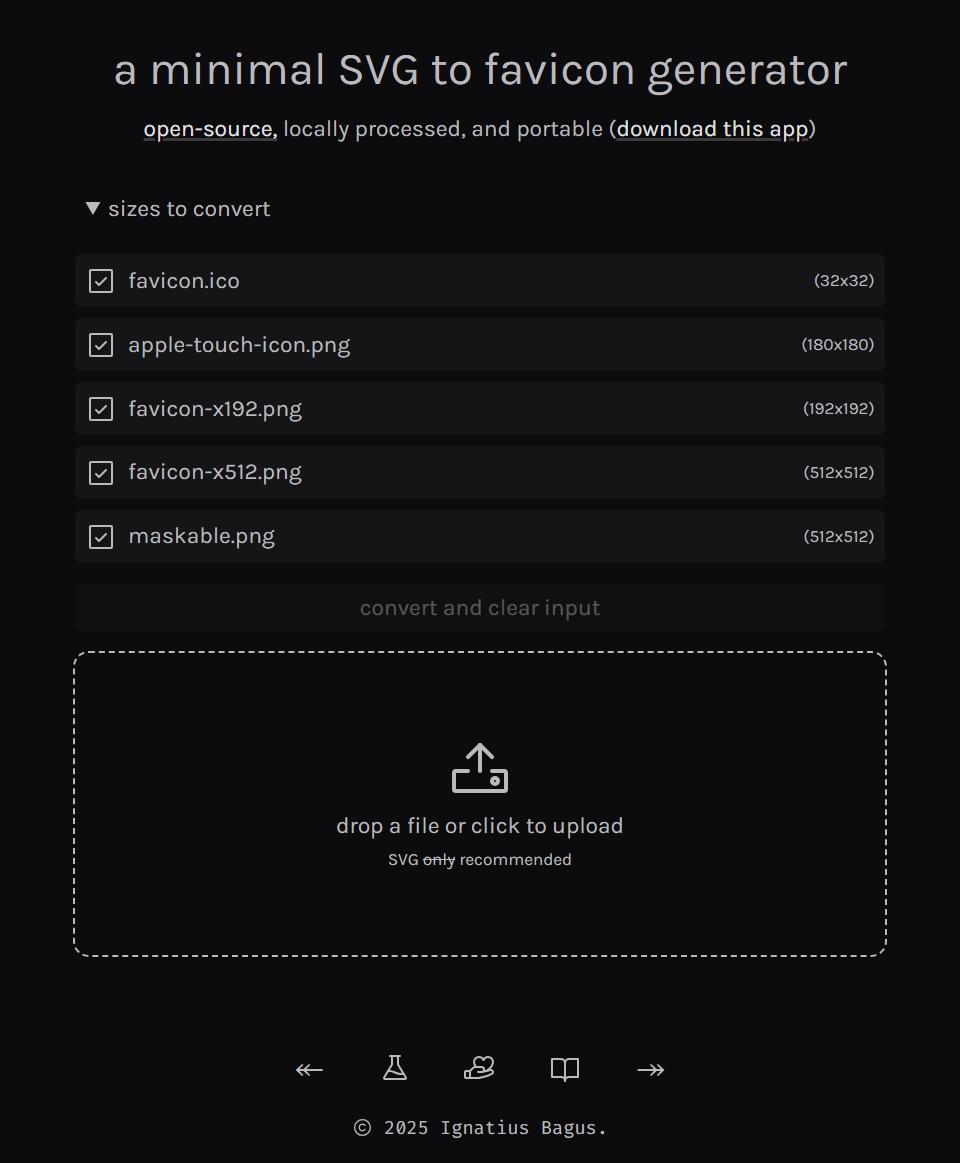 a minimal SVG to favicon generator
open-source, locally processed, and portable (download this app)
▼ sizes to convert
favicon.ico (32x32)
apple-touch-icon.png (180x180)
favicon-x192.png (192x192)
favicon-x512.png (512x512)
maskable.png (512x512)
convert and clear input
drop a file or click to upload
SVG only recommended
© 2025 Ignatius Bagus.